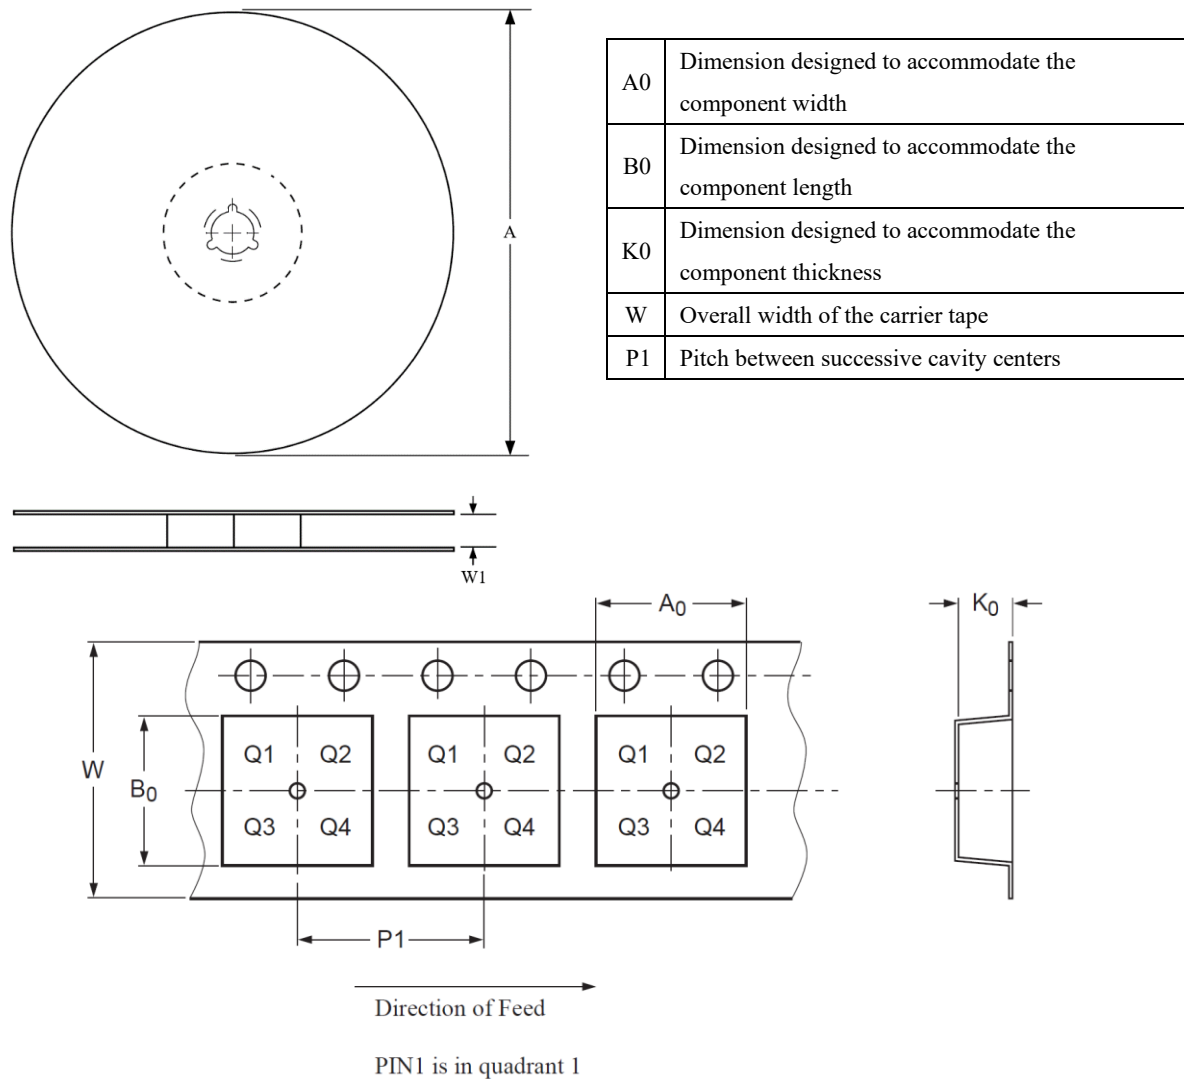 A
A0
Dimension designed to accommodate the
component width
B0
Dimension designed to accommodate the
component length
K0
Dimension designed to accommodate the
component thickness
W
Overall width of the carrier tape
P1
Pitch between successive cavity centers
W1
A0
K0
Q1 Q2 Q1 Q2 Q1 Q2
W
B0
Q3 Q4 Q3 Q4 Q3 Q4
P1
Direction of Feed
PIN1 is in quadrant 1